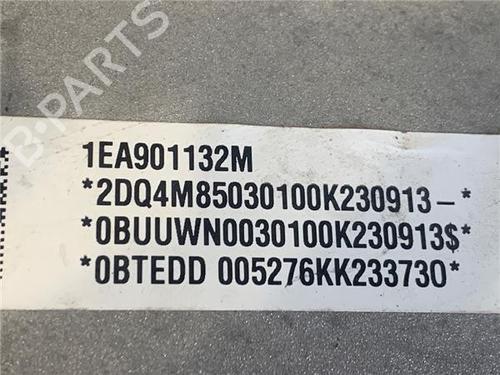 B-PARTS
1EA901132M
*2DQ4M85030100K230913-*
*0BUUWN0030100K230913$*
*0BTEDD 005276KK233730*